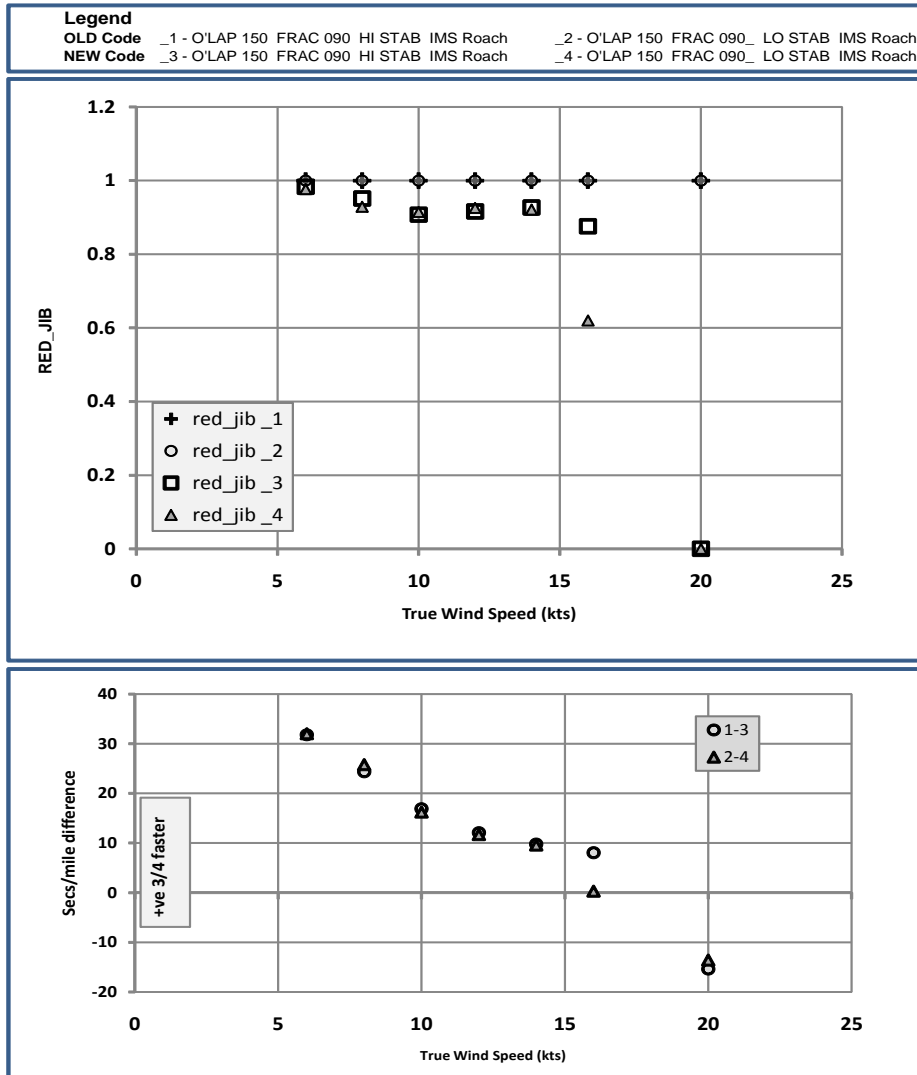 Legend
OLD Code _1 - O'LAP 150 FRAC 090 HI STAB IMS Roach _2 - O'LAP 150 FRAC 090_ LO STAB IMS Roach
NEW Code _3 - O'LAP 150 FRAC 090 HI STAB IMS Roach _4 - O'LAP 150 FRAC 090_ LO STAB IMS Roach
1.2
1
0.8
0.6
0.4
0.2
0
RED_JIB
red_jib _1
red_jib _2
red_jib _3
red_jib _4
0 5 10 15 20 25
True Wind Speed (kts)
40
30
20
10
0
-10
-20
Secs/mile difference
+ve 3/4 faster
1-3
2-4
0 5 10 15 20 25
True Wind Speed (kts)